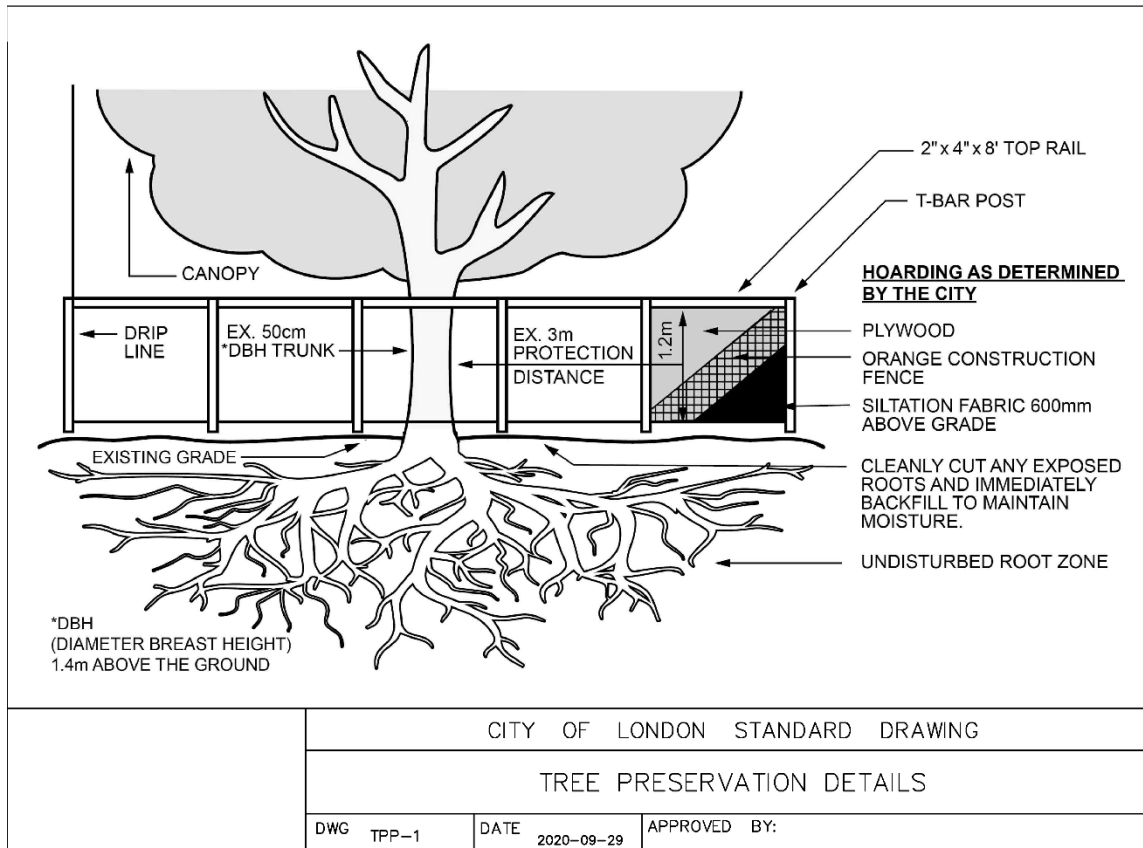 2" x 4" x 8' TOP RAIL
T-BAR POST
CANOPY
HOARDING AS DETERMINED
BY THE CITY
DRIP
LINE
EX. 50cm
*DBH TRUNK
EX. 3m
PROTECTION
DISTANCE
1.2m
PLYWOOD
ORANGE CONSTRUCTION
FENCE
SILTATION FABRIC 600mm
ABOVE GRADE
EXISTING GRADE
CLEANLY CUT ANY EXPOSED
ROOTS AND IMMEDIATELY
BACKFILL TO MAINTAIN
MOISTURE.
UNDISTURBED ROOT ZONE
*DBH
(DIAMETER BREAST HEIGHT)
1.4m ABOVE THE GROUND
CITY OF LONDON STANDARD DRAWING
TREE PRESERVATION DETAILS
DWG TPP-1
DATE 2020-09-29
APPROVED BY: